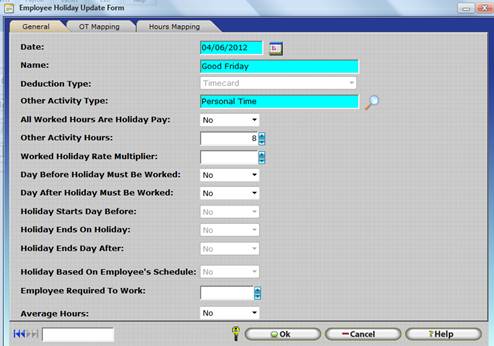 Employee Holiday Update Form
General OT Mapping Hours Mapping
Date: 04/06/2012
Name: Good Friday
Deduction Type: Timecard
Other Activity Type: Personal Time
All Worked Hours Are Holiday Pay: No
Other Activity Hours: 8
Worked Holiday Rate Multiplier:
Day Before Holiday Must Be Worked: No
Day After Holiday Must Be Worked: No
Holiday Starts Day Before: No
Holiday Ends On Holiday: No
Holiday Ends Day After: No
Holiday Based On Employee's Schedule: No
Employee Required To Work:
Average Hours: No
Ok Cancel ? Help